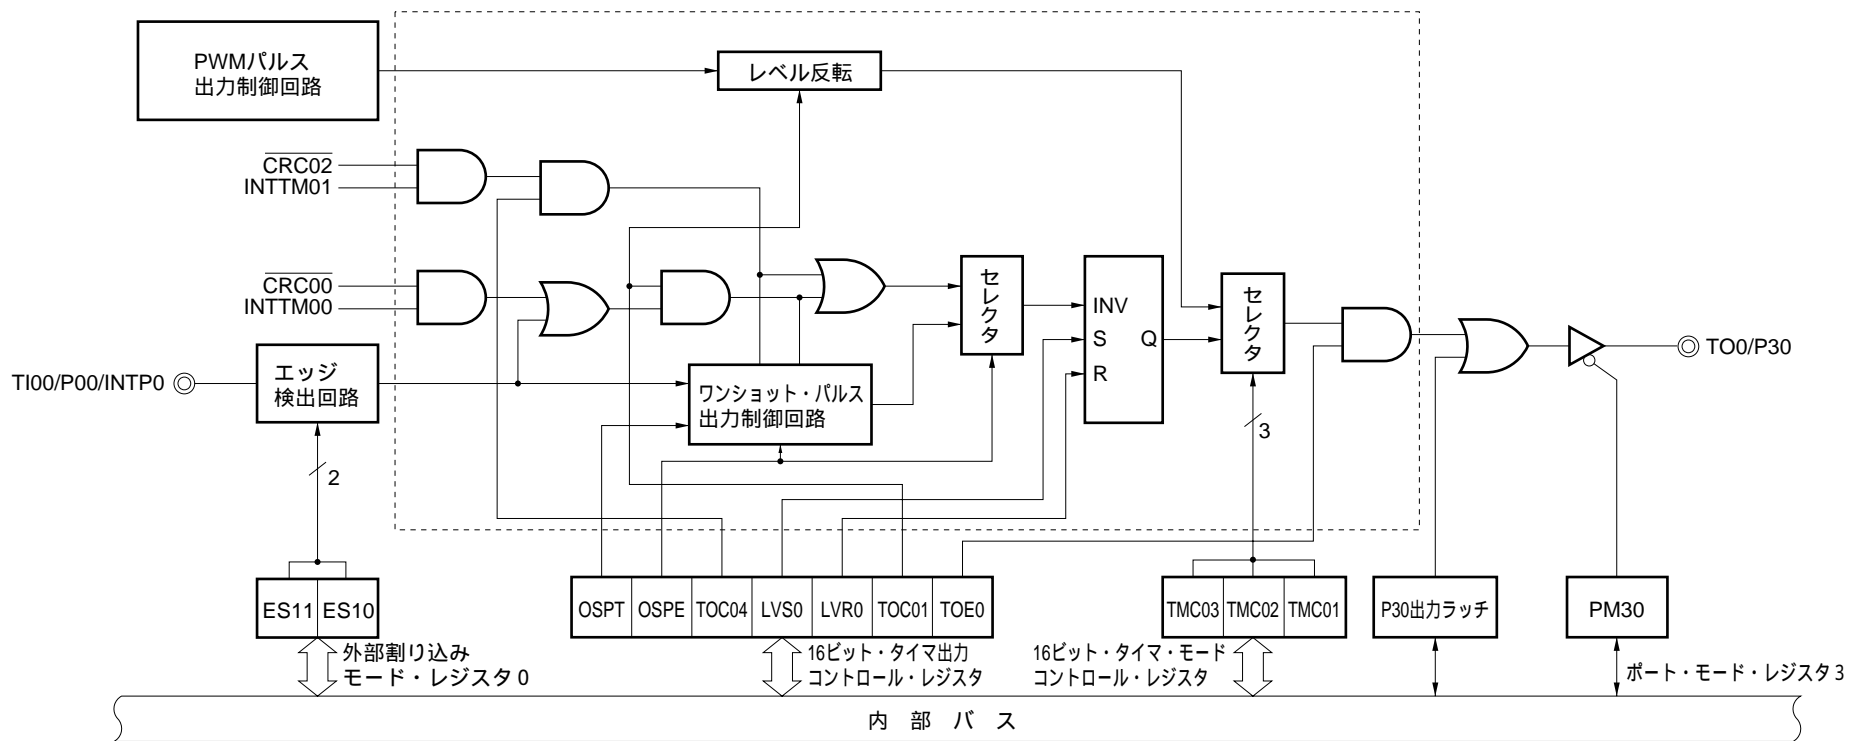 PWMパルス
出力制御回路
レベル反転
CRC02
INTTM01
CRC00
INTTM00
TI00/P00/INTP0
エッジ
検出回路
ワンショット・パルス
出力制御回路
セレクタ
INV
S
R
Q
セレクタ
TO0/P30
2
3
ES11 ES10
OSPT OSPE TOC04 LVS0 LVR0 TOC01 TOE0
TMC03 TMC02 TMC01
P30出力ラッチ
PM30
外部割り込み
モード・レジスタ0
16ビット・タイマ出力
コントロール・レジスタ
16ビット・タイマ・モード
コントロール・レジスタ
ポート・モード・レジスタ3
内部バス